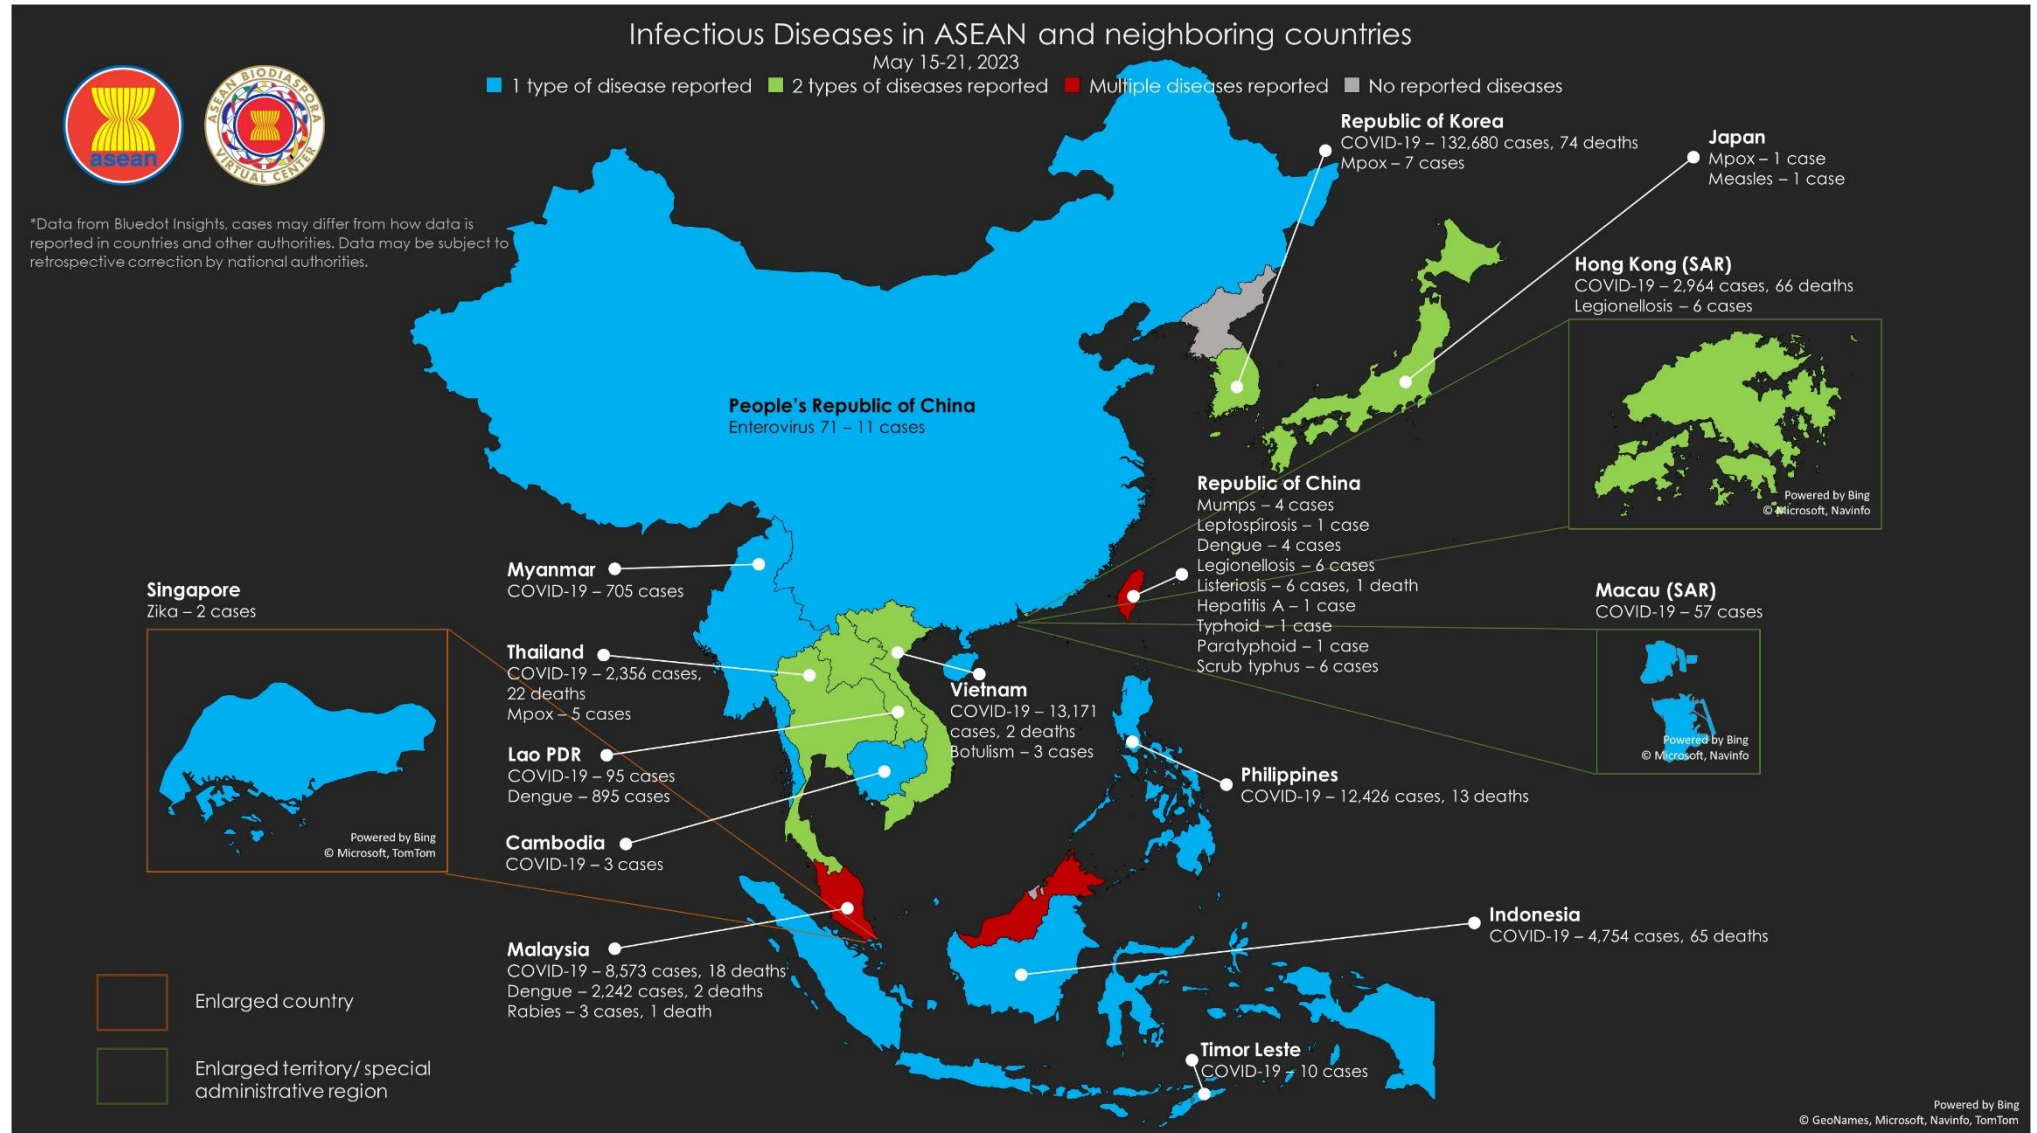 Infectious Diseases in ASEAN and neighboring countries
May 15-21, 2023
1 type of disease reported
2 types of diseases reported
Multiple diseases reported
No reported diseases
asean
ASEAN BIODIASPORA
VIRTUAL CENTER
*Data from Bluedot Insights, cases may differ from how data is
reported in countries and other authorities. Data may be subject to
retrospective correction by national authorities.
Republic of Korea
COVID-19 – 132,680 cases, 74 deaths
Mpox – 7 cases
Japan
Mpox – 1 case
Measles – 1 case
Hong Kong (SAR)
COVID-19 – 2,964 cases, 66 deaths
Legionellosis – 6 cases
Powered by Bing
© Microsoft, Navinfo
People's Republic of China
Enterovirus 71 – 11 cases
Republic of China
Mumps – 4 cases
Leptospirosis – 1 case
Dengue – 4 cases
Legionellosis – 6 cases
Listeriosis – 6 cases, 1 death
Hepatitis A – 1 case
Typhoid – 1 case
Paratyphoid – 1 case
Scrub typhus – 6 cases
Macau (SAR)
COVID-19 – 57 cases
Powered by Bing
© Microsoft, Navinfo
Singapore
Zika – 2 cases
Powered by Bing
© Microsoft, TomTom
Myanmar
COVID-19 – 705 cases
Thailand
COVID-19 – 2,356 cases,
22 deaths
Mpox – 5 cases
Vietnam
COVID-19 – 13,171
cases, 2 deaths
Botulism – 3 cases
Lao PDR
COVID-19 – 95 cases
Dengue – 895 cases
Cambodia
COVID-19 – 3 cases
Philippines
COVID-19 – 12,426 cases, 13 deaths
Malaysia
COVID-19 – 8,573 cases, 18 deaths
Dengue – 2,242 cases, 2 deaths
Rabies – 3 cases, 1 death
Indonesia
COVID-19 – 4,754 cases, 65 deaths
Timor Leste
COVID-19 – 10 cases
Enlarged country
Enlarged territory/ special
administrative region
Powered by Bing
© GeoNames, Microsoft, Navinfo, TomTom